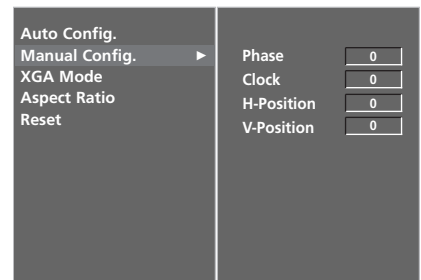 Auto Config.
Manual Config. ►
XGA Mode
Aspect Ratio
Reset
Phase 0
Clock 0
H-Position 0
V-Position 0